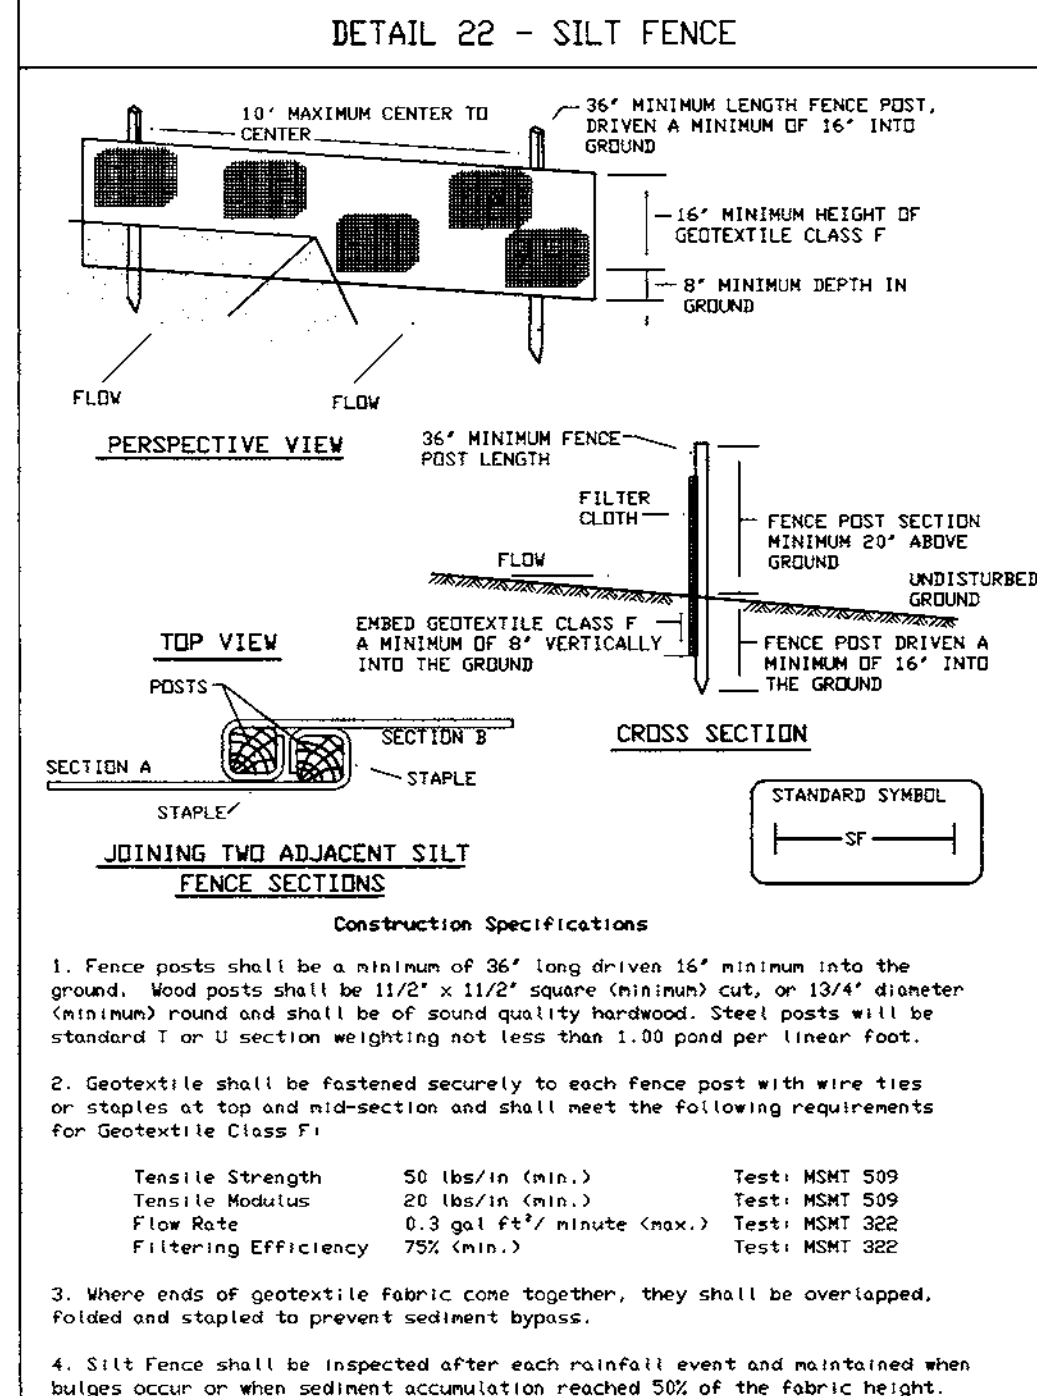 DETAIL 22 - SILT FENCE
10' MAXIMUM CENTER TO
CENTER
36" MINIMUM LENGTH FENCE POST,
DRIVEN A MINIMUM OF 16" INTO
GROUND
16" MINIMUM HEIGHT OF
GEOTEXTILE CLASS F
8" MINIMUM DEPTH IN
GROUND
FLOW
FLOW
PERSPECTIVE VIEW
36" MINIMUM FENCE
POST LENGTH
FILTER
CLOTH
FENCE POST SECTION
MINIMUM 20" ABOVE
GROUND
FLOW
UNDISTURBED
GROUND
EMBED GEOTEXTILE CLASS F
A MINIMUM OF 8" VERTICALLY
INTO THE GROUND
FENCE POST DRIVEN A
MINIMUM OF 16" INTO
THE GROUND
CROSS SECTION
TOP VIEW
POSTS
SECTION B
SECTION A
STAPLE
STAPLE
JOINING TWO ADJACENT SILT
FENCE SECTIONS
STANDARD SYMBOL
SF
Construction Specifications
1. Fence posts shall be a minimum of 36" long driven 16" minimum into the
ground. Wood posts shall be 11/2" x 11/2" square (minimum) cut, or 13/4" diameter
(minimum) round and shall be of sound quality hardwood. Steel posts will be
standard T or U section weighting not less than 1.00 pond per linear foot.
2. Geotextile shall be fastened securely to each fence post with wire ties
or staples at top and mid-section and shall meet the following requirements
for Geotextile Class F:
Tensile Strength 50 lbs/in (min.) Test: MSMT 509
Tensile Modulus 20 lbs/in (min.) Test: MSMT 509
Flow Rate 0.3 gal ft²/ minute (max.) Test: MSMT 322
Filtering Efficiency 75% (min.) Test: MSMT 322
3. Where ends of geotextile fabric come together, they shall be overlapped,
folded and stapled to prevent sediment bypass.
4. Silt Fence shall be inspected after each rainfall event and maintained when
bulges occur or when sediment accumulation reached 50% of the fabric height.